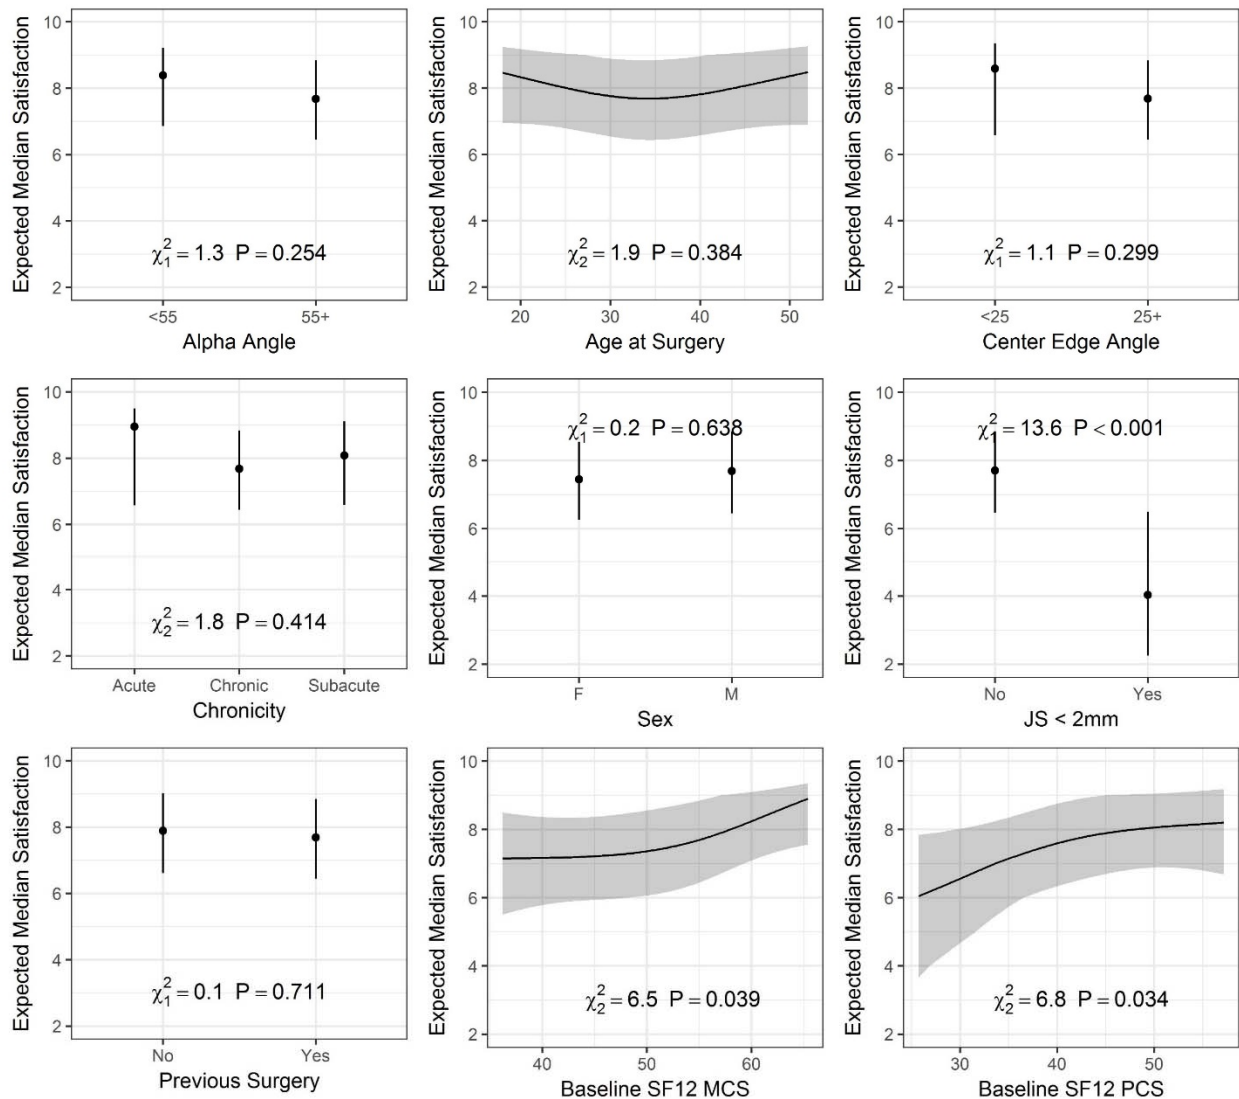 Expected Median Satisfaction
10
8
6
4
2
χ²₁ = 1.3 P = 0.254
<55 55+
Alpha Angle
Expected Median Satisfaction
10
8
6
4
2
χ²₂ = 1.9 P = 0.384
20 30 40 50
Age at Surgery
Expected Median Satisfaction
10
8
6
4
2
χ²₁ = 1.1 P = 0.299
<25 25+
Center Edge Angle
Expected Median Satisfaction
10
8
6
4
2
χ²₂ = 1.8 P = 0.414
Acute Chronic Subacute
Chronicity
Expected Median Satisfaction
10
8
6
4
2
χ²₁ = 0.2 P = 0.638
F M
Sex
Expected Median Satisfaction
10
8
6
4
2
χ²₁ = 13.6 P < 0.001
No Yes
JS < 2mm
Expected Median Satisfaction
10
8
6
4
2
χ²₁ = 0.1 P = 0.711
No Yes
Previous Surgery
Expected Median Satisfaction
10
8
6
4
2
χ²₂ = 6.5 P = 0.039
40 50 60
Baseline SF12 MCS
Expected Median Satisfaction
10
8
6
4
2
χ²₂ = 6.8 P = 0.034
30 40 50
Baseline SF12 PCS